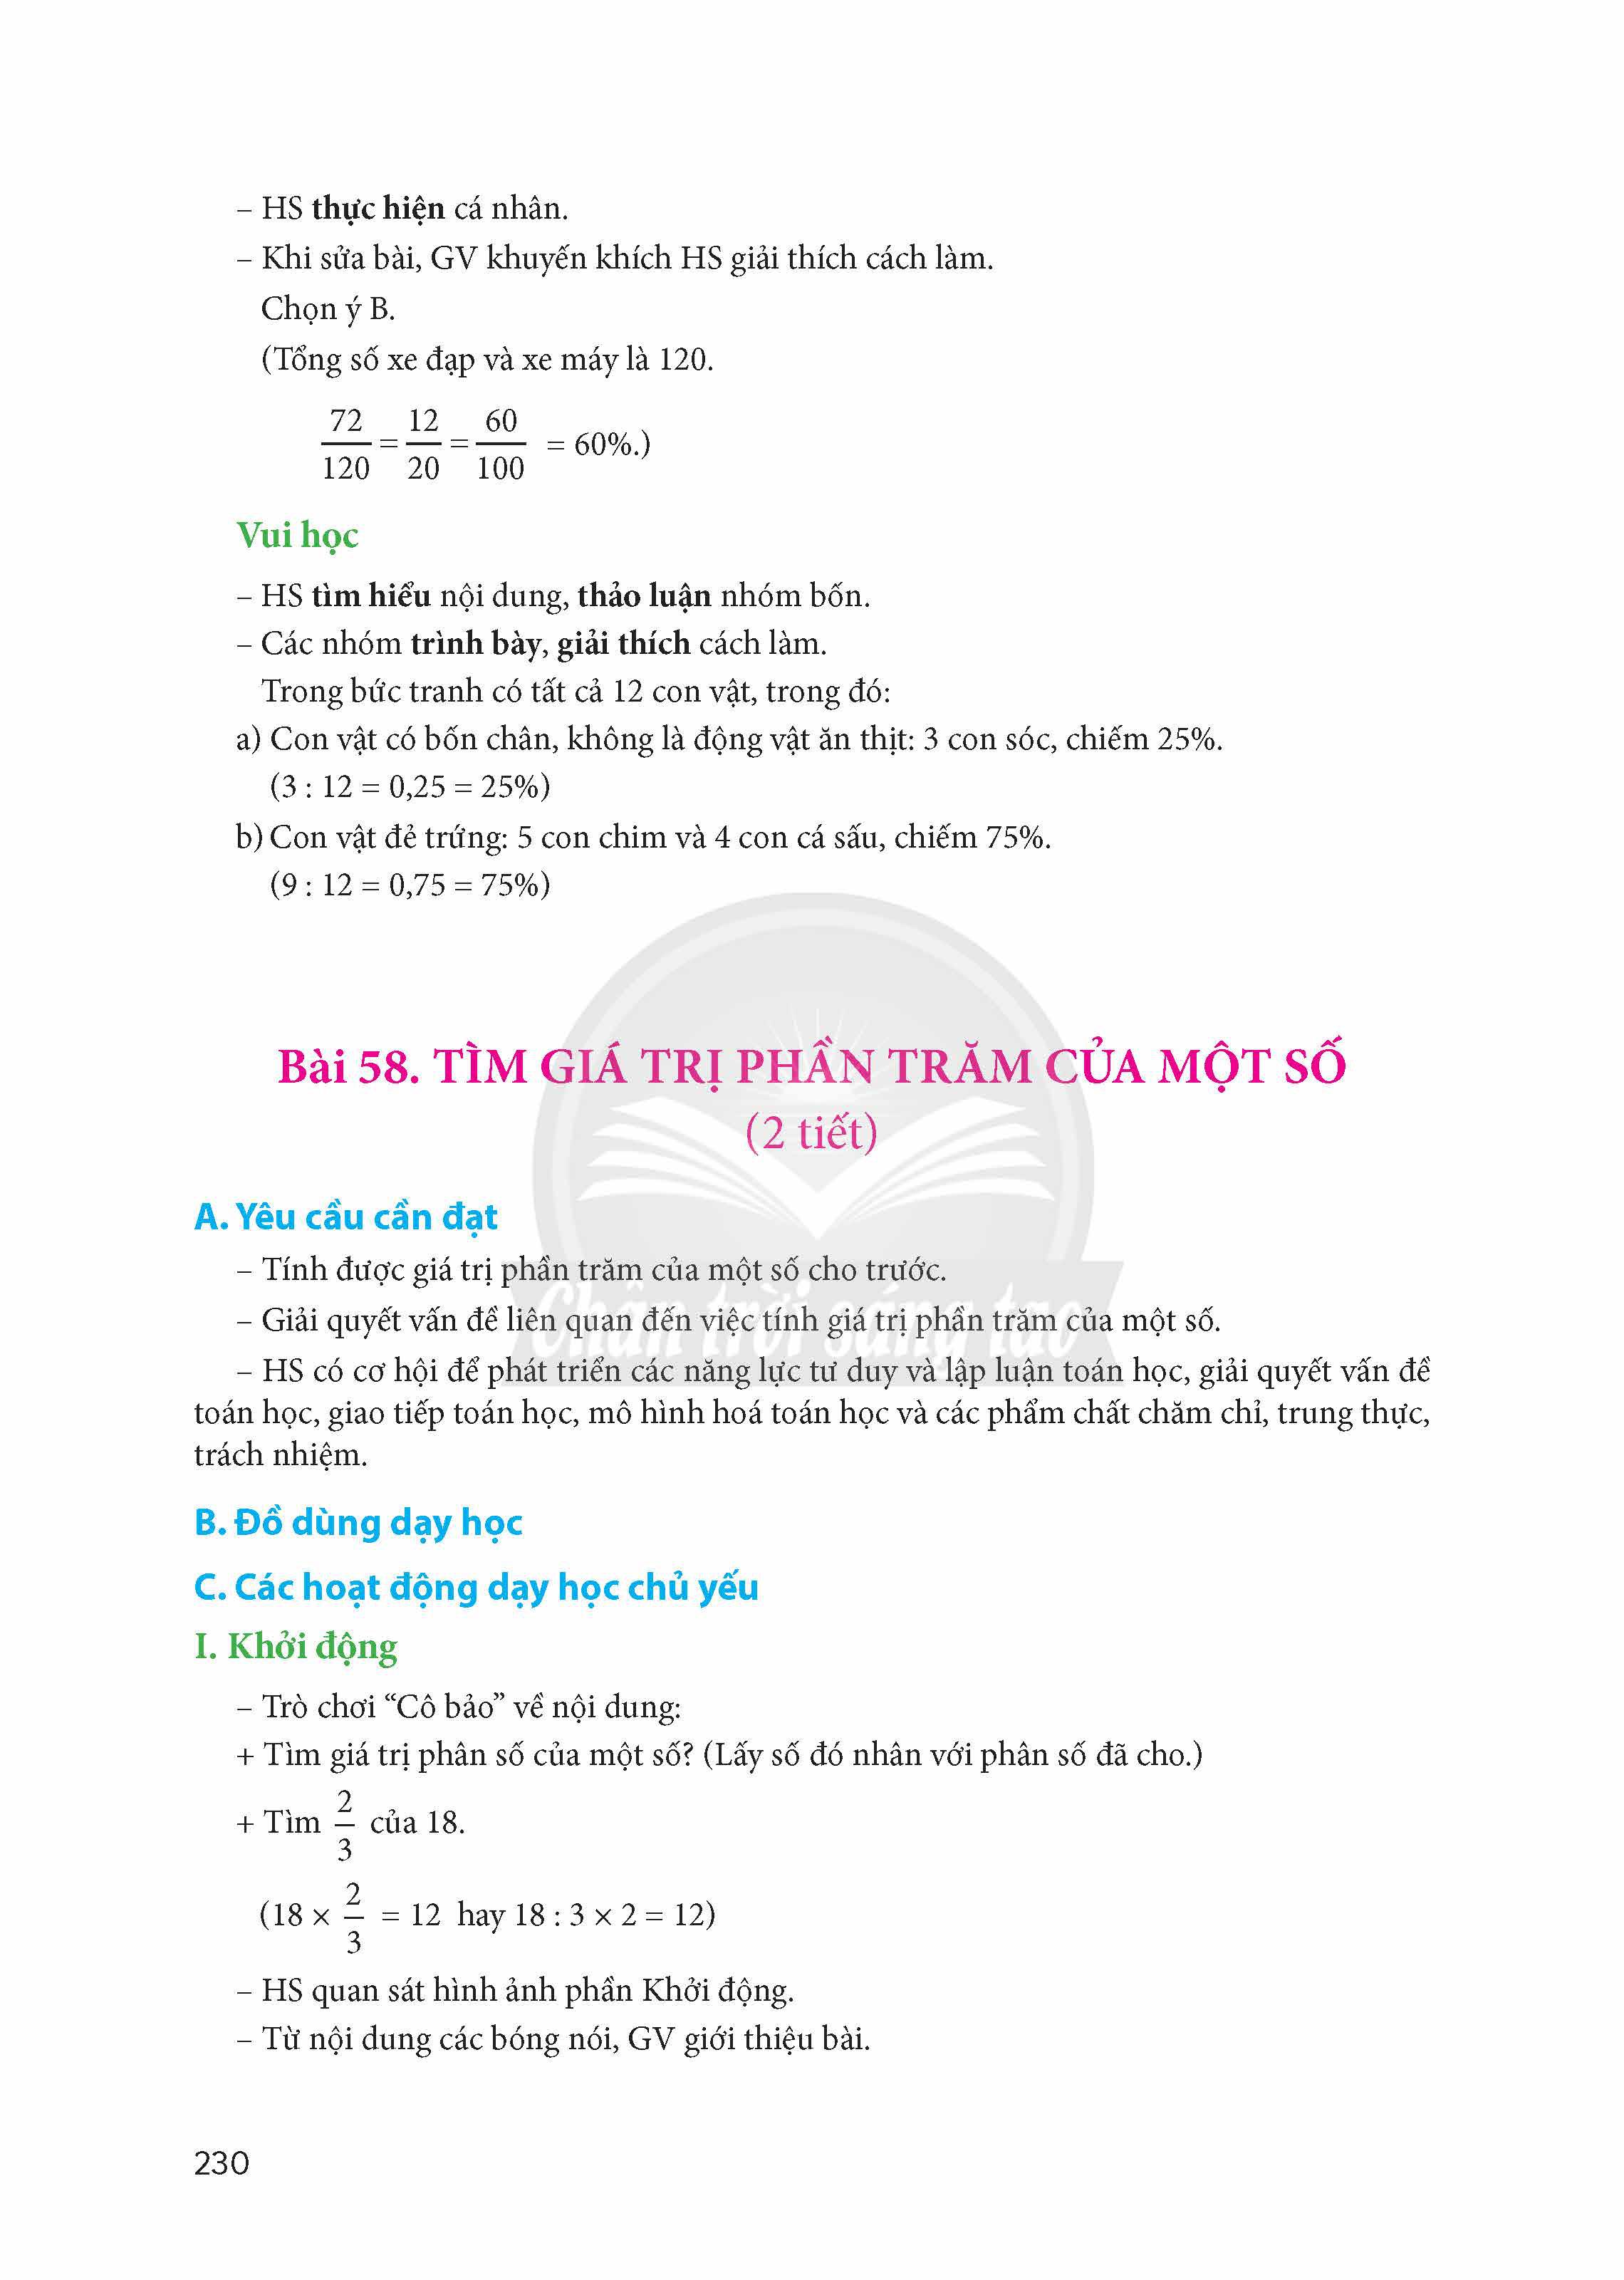 – HS thực hiện cá nhân.
– Khi sửa bài, GV khuyến khích HS giải thích cách làm.
Chọn ý B.
(Tổng số xe đạp và xe máy là 120.
72/120 = 12/20 = 60/100 = 60%.)
Vui học
– HS tìm hiểu nội dung, thảo luận nhóm bốn.
– Các nhóm trình bày, giải thích cách làm.
Trong bức tranh có tất cả 12 con vật, trong đó:
a) Con vật có bốn chân, không là động vật ăn thịt: 3 con sóc, chiếm 25%.
(3 : 12 = 0,25 = 25%)
b) Con vật đẻ trứng: 5 con chim và 4 con cá sấu, chiếm 75%.
(9 : 12 = 0,75 = 75%)
Bài 58. TÌM GIÁ TRỊ PHẦN TRĂM CỦA MỘT SỐ
(2 tiết)
A. Yêu cầu cần đạt
– Tính được giá trị phần trăm của một số cho trước.
– Giải quyết vấn đề liên quan đến việc tính giá trị phần trăm của một số.
Chân trời sáng tạo
– HS có cơ hội để phát triển các năng lực tư duy và lập luận toán học, giải quyết vấn đề
toán học, giao tiếp toán học, mô hình hoá toán học và các phẩm chất chăm chỉ, trung thực,
trách nhiệm.
B. Đồ dùng dạy học
C. Các hoạt động dạy học chủ yếu
I. Khởi động
– Trò chơi “Cô bảo” về nội dung:
+ Tìm giá trị phân số của một số? (Lấy số đó nhân với phân số đã cho.)
+ Tìm 2/3 của 18.
(18 × 2/3 = 12 hay 18 : 3 × 2 = 12)
– HS quan sát hình ảnh phần Khởi động.
– Từ nội dung các bóng nói, GV giới thiệu bài.
230